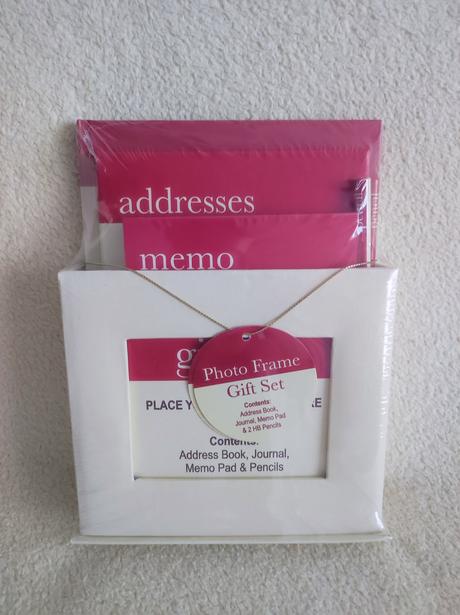 addresses
memo
Photo Frame
Gift Set
Contents:
Address Book,
Journal, Memo Pad
& 2 HB Pencils
PLACE
Contents:
Address Book, Journal,
Memo Pad & Pencils